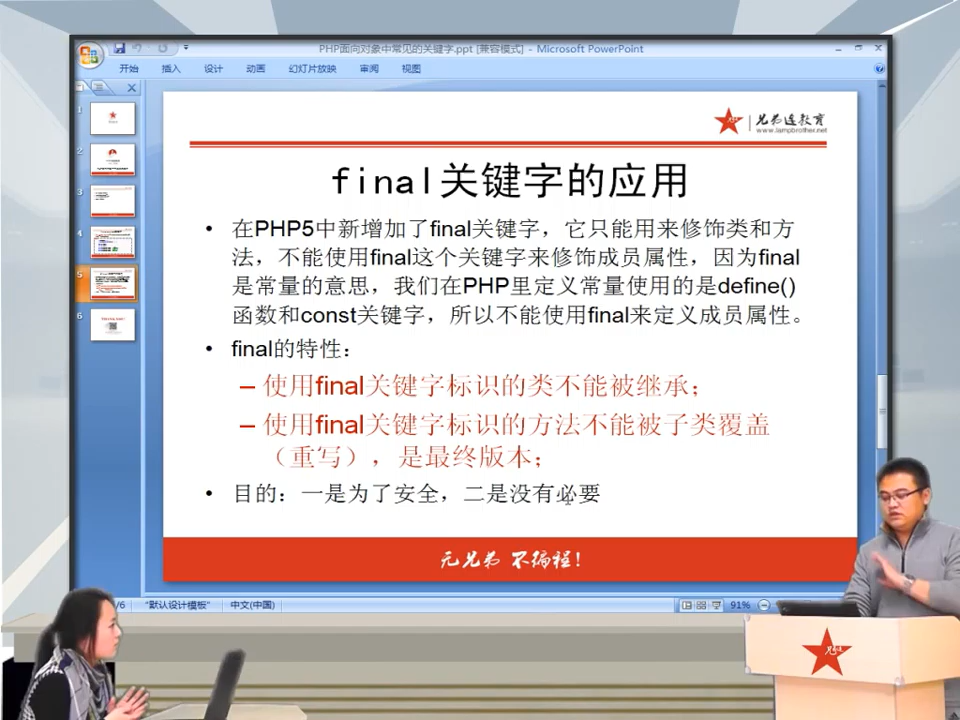 PHP面向对象中常见的关键字.ppt [兼容模式] - Microsoft PowerPoint
开始 插入 设计 动画 幻灯片放映 审阅 视图
兄弟连教育
www.lampbrother.net
final关键字的应用
• 在PHP5中新增加了final关键字，它只能用来修饰类和方
法，不能使用final这个关键字来修饰成员属性，因为final
是常量的意思，我们在PHP里定义常量使用的是define()
函数和const关键字，所以不能使用final来定义成员属性。
• final的特性：
– 使用final关键字标识的类不能被继承；
– 使用final关键字标识的方法不能被子类覆盖
（重写），是最终版本；
• 目的：一是为了安全，二是没有必要
无兄弟 不编程！
1
2
3
4
5
6
/6 "默认设计模板" 中文(中国) 91%